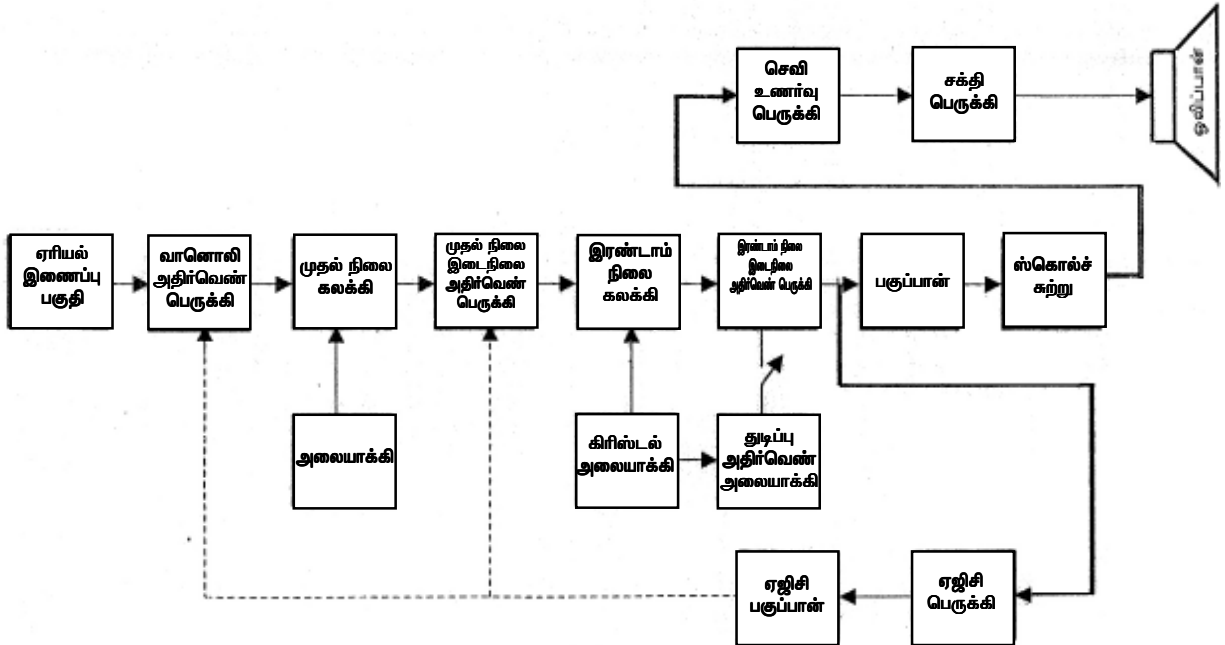 செவி
உணர்வு
பெருக்கி
சக்தி
பெருக்கி
ஒலிப்பான்
ஏரியல்
இணைப்பு
பகுதி
வானொலி
அதிர்வெண்
பெருக்கி
முதல் நிலை
கலக்கி
முதல் நிலை
இடைநிலை
அதிர்வெண்
பெருக்கி
இரண்டாம்
நிலை
கலக்கி
இரண்டாம் நிலை
இடைநிலை
அதிர்வெண் பெருக்கி
பகுப்பான்
ஸ்கொல்ச்
சுற்று
அலையாக்கி
கிரிஸ்டல்
அலையாக்கி
துடிப்பு
அதிர்வெண்
அலையாக்கி
ஏஜிசி
பகுப்பான்
ஏஜிசி
பெருக்கி